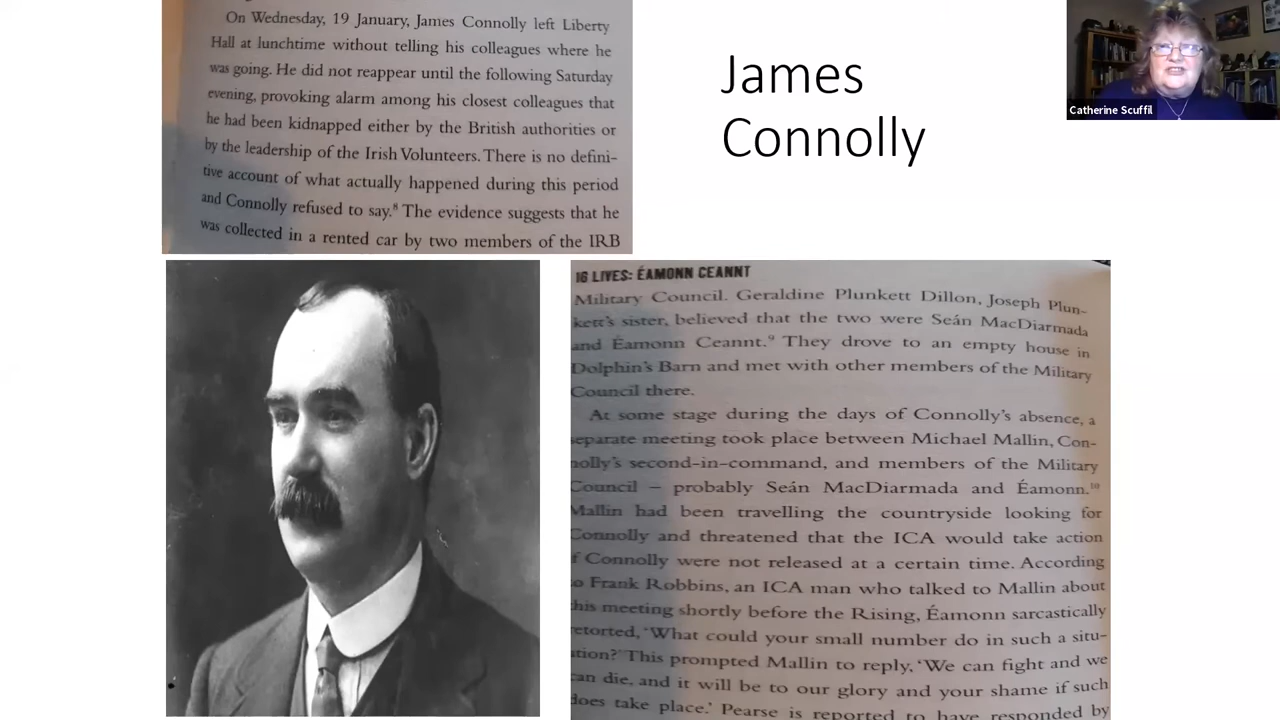 On Wednesday, 19 January, James Connolly left Liberty
Hall at lunchtime without telling his colleagues where he
was going. He did not reappear until the following Saturday
evening, provoking alarm among his closest colleagues that
he had been kidnapped either by the British authorities or
by the leadership of the Irish Volunteers. There is no defini-
tive account of what actually happened during this period
and Connolly refused to say.⁸ The evidence suggests that he
was collected in a rented car by two members of the IRB
James
Connolly
Catherine Scuffil
16 LIVES: ÉAMONN CEANNT
Military Council. Geraldine Plunkett Dillon, Joseph Plun-
kett's sister, believed that the two were Seán MacDiarmada
and Éamonn Ceannt.⁹ They drove to an empty house in
Dolphin's Barn and met with other members of the Military
Council there.
At some stage during the days of Connolly's absence, a
separate meeting took place between Michael Mallin, Con-
nolly's second-in-command, and members of the Military
Council – probably Seán MacDiarmada and Éamonn.¹⁰
Mallin had been travelling the countryside looking for
Connolly and threatened that the ICA would take action
f Connolly were not released at a certain time. According
o Frank Robbins, an ICA man who talked to Mallin about
his meeting shortly before the Rising, Éamonn sarcastically
etorted, 'What could your small number do in such a situ-
ation?' This prompted Mallin to reply, 'We can fight and we
an die, and it will be to our glory and your shame if such
does take place.' Pearse is reported to have responded by